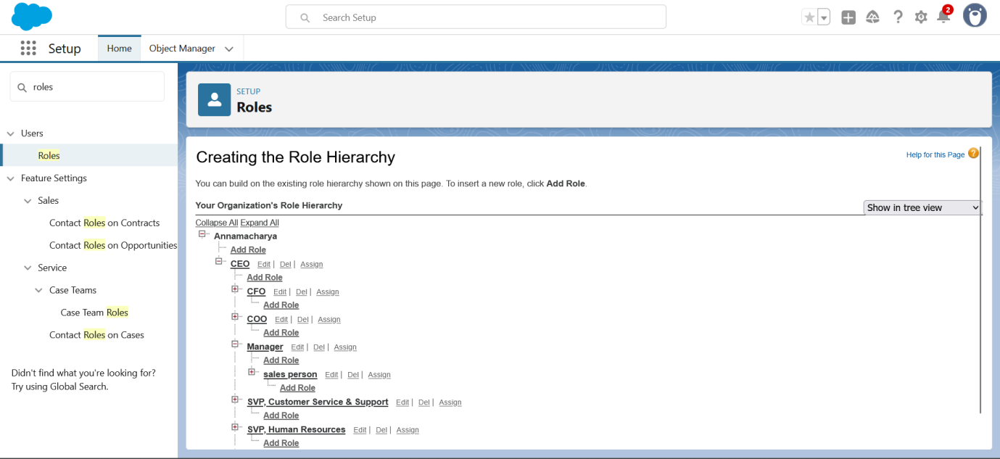 Search Setup
2
Setup
Home
Object Manager
roles
Users
Roles
Feature Settings
Sales
Contact Roles on Contracts
Contact Roles on Opportunities
Service
Case Teams
Case Team Roles
Contact Roles on Cases
Didn't find what you're looking for?
Try using Global Search.
SETUP
Roles
Creating the Role Hierarchy
Help for this Page ?
You can build on the existing role hierarchy shown on this page. To insert a new role, click Add Role.
Your Organization's Role Hierarchy
Show in tree view
Collapse All Expand All
Annamacharya
Add Role
CEO Edit | Del | Assign
Add Role
CFO Edit | Del | Assign
Add Role
COO Edit | Del | Assign
Add Role
Manager Edit | Del | Assign
Add Role
sales person Edit | Del | Assign
Add Role
SVP, Customer Service & Support Edit | Del | Assign
Add Role
SVP, Human Resources Edit | Del | Assign
Add Role